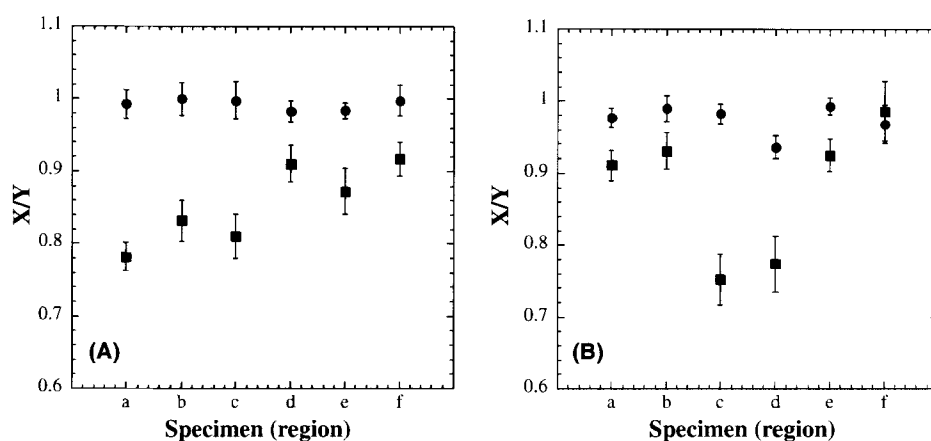 1.1
1
0.9
0.8
0.7
0.6
X/Y
(A)
a b c d e f
Specimen (region)
1.1
1
0.9
0.8
0.7
0.6
X/Y
(B)
a b c d e f
Specimen (region)